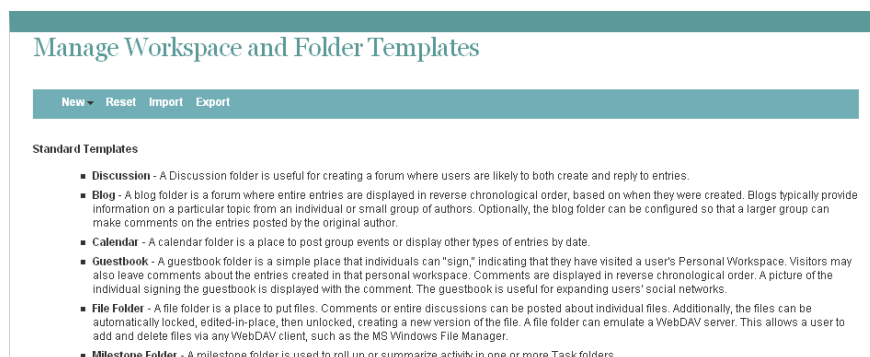 Manage Workspace and Folder Templates
New Reset Import Export
Standard Templates
Discussion - A Discussion folder is useful for creating a forum where users are likely to both create and reply to entries.
Blog - A blog folder is a forum where entire entries are displayed in reverse chronological order, based on when they were created. Blogs typically provide
information on a particular topic from an individual or small group of authors. Optionally, the blog folder can be configured so that a larger group can
make comments on the entries posted by the original author.
Calendar - A calendar folder is a place to post group events or display other types of entries by date.
Guestbook - A guestbook folder is a simple place that individuals can "sign," indicating that they have visited a user's Personal Workspace. Visitors may
also leave comments about the entries created in that personal workspace. Comments are displayed in reverse chronological order. A picture of the
individual signing the guestbook is displayed with the comment. The guestbook is useful for expanding users' social networks.
File Folder - A file folder is a place to put files. Comments or entire discussions can be posted about individual files. Additionally, the files can be
automatically locked, edited-in-place, then unlocked, creating a new version of the file. A file folder can emulate a WebDAV server. This allows a user to
add and delete files via any WebDAV client, such as the MS Windows File Manager.
Milestone Folder - A milestone folder is used to roll up or summarize activity in one or more Task folders.